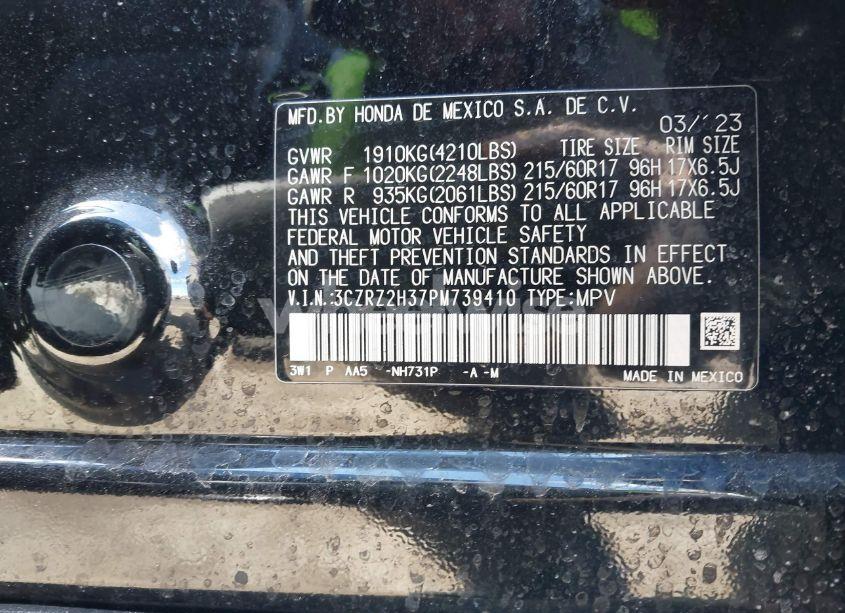 MFD.BY HONDA DE MEXICO S.A. DE C.V.
03/'23
GVWR 1910KG(4210LBS) TIRE SIZE RIM SIZE
GAWR F 1020KG(2248LBS) 215/60R17 96H 17X6.5J
GAWR R 935KG(2061LBS) 215/60R17 96H 17X6.5J
THIS VEHICLE CONFORMS TO ALL APPLICABLE
FEDERAL MOTOR VEHICLE SAFETY
AND THEFT PREVENTION STANDARDS IN EFFECT
ON THE DATE OF MANUFACTURE SHOWN ABOVE.
V.I.N.:3CZRZ2H37PM739410 TYPE:MPV
3W1 P AA5 -NH731P -A -M
MADE IN MEXICO